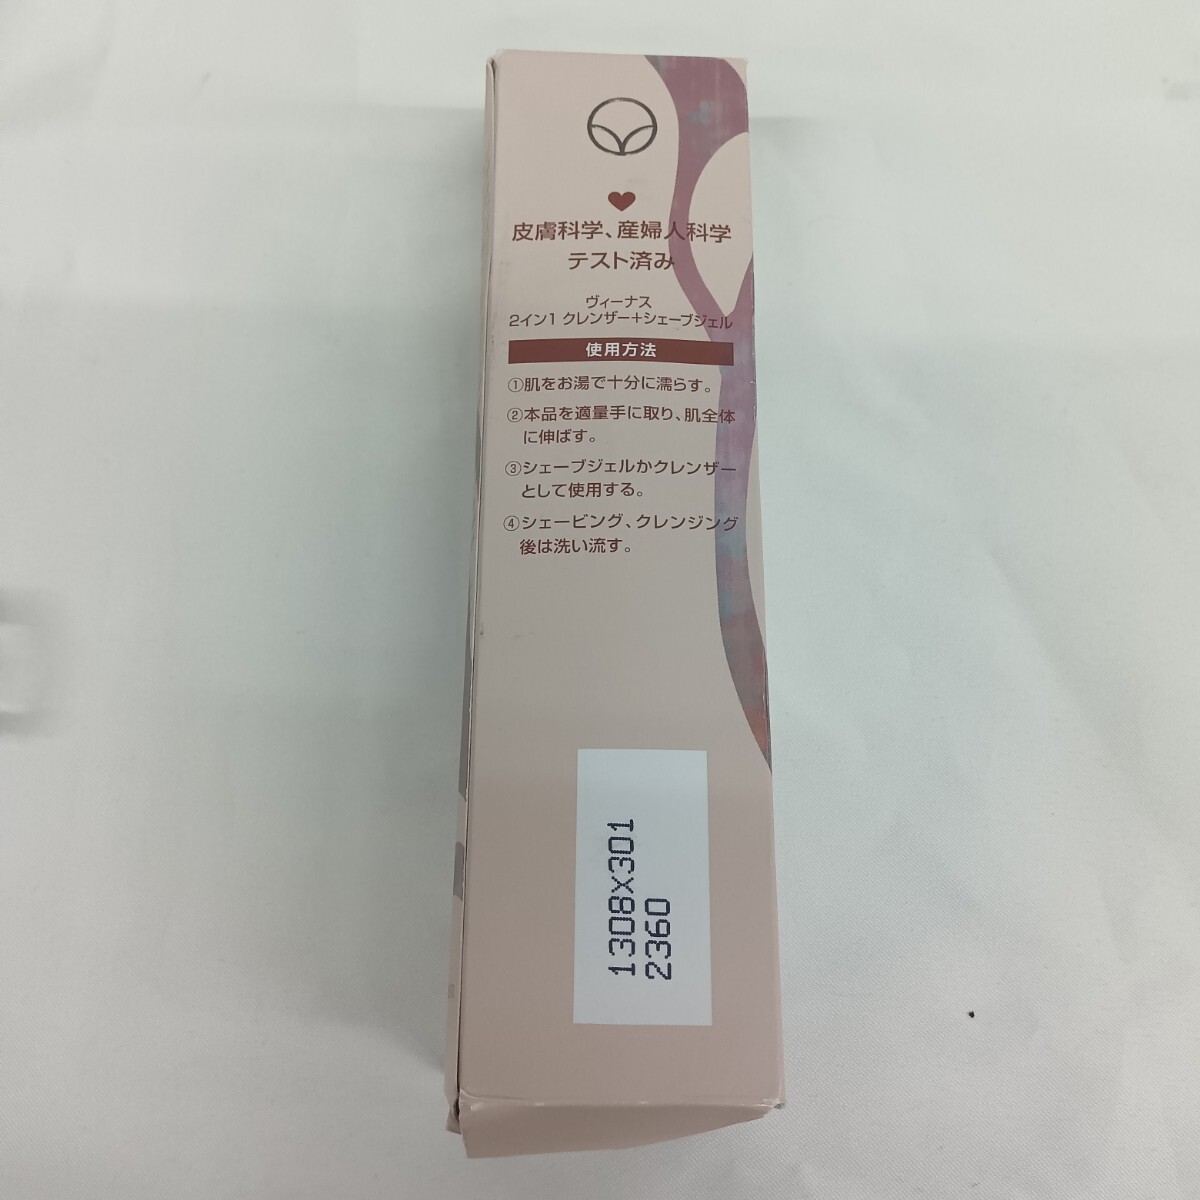 皮膚科学、産婦人科学
テスト済み
ヴィーナス
2イン1 クレンザー+シェーブジェル
使用方法
①肌をお湯で十分に濡らす。
②本品を適量手に取り、肌全体
に伸ばす。
③シェーブジェルかクレンザー
として使用する。
④シェービング、クレンジング
後は洗い流す。
1308X301
2360